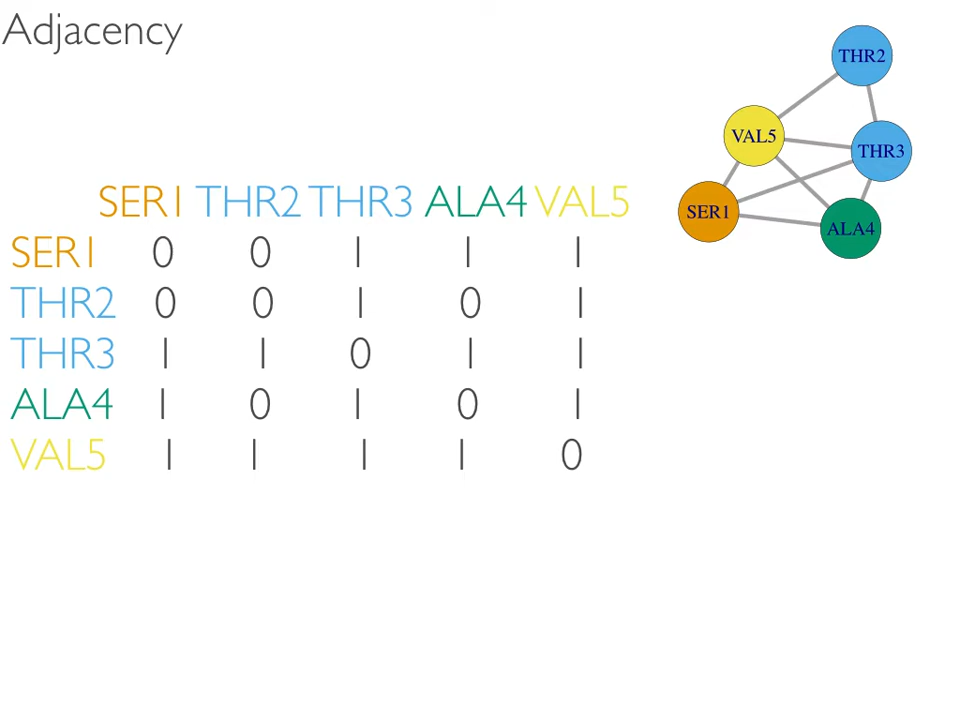 Adjacency
THR2
VAL5
THR3
SER1
ALA4
SER1 THR2 THR3 ALA4 VAL5
SER1 0 0 1 1 1
THR2 0 0 1 0 1
THR3 1 1 0 1 1
ALA4 1 0 1 0 1
VAL5 1 1 1 1 0